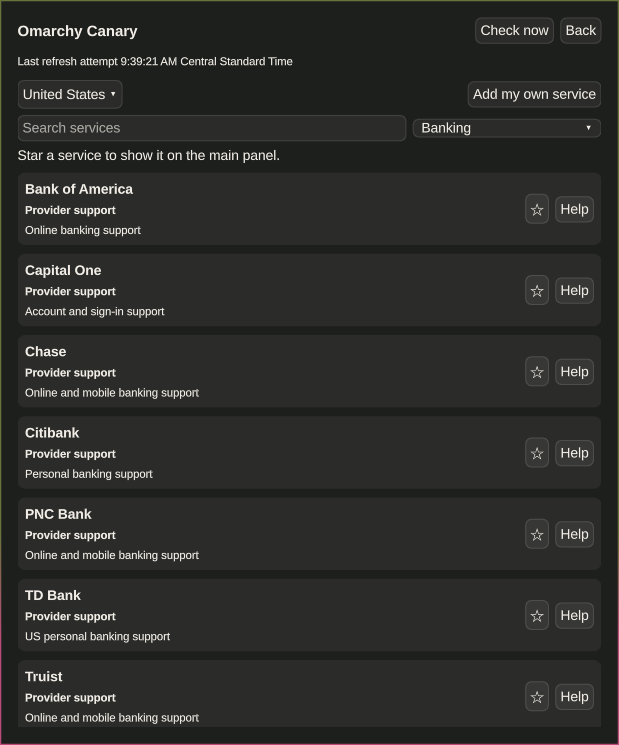 Omarchy Canary
Check now
Back
Last refresh attempt 9:39:21 AM Central Standard Time
United States
Add my own service
Search services
Banking
Star a service to show it on the main panel.
Bank of America
Provider support
Online banking support
Help
Capital One
Provider support
Account and sign-in support
Help
Chase
Provider support
Online and mobile banking support
Help
Citibank
Provider support
Personal banking support
Help
PNC Bank
Provider support
Online and mobile banking support
Help
TD Bank
Provider support
US personal banking support
Help
Truist
Provider support
Online and mobile banking support
Help